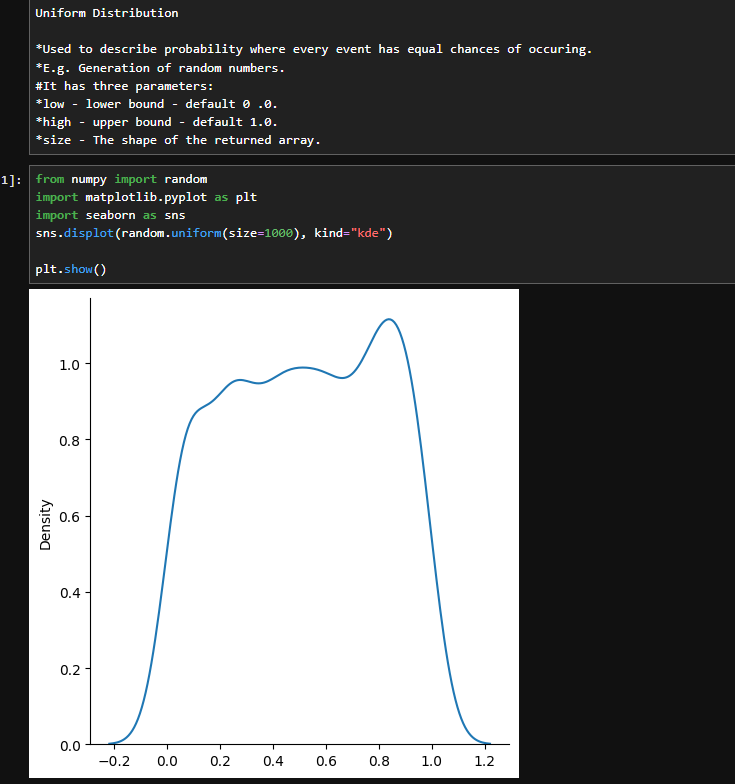 Uniform Distribution
*Used to describe probability where every event has equal chances of occuring.
*E.g. Generation of random numbers.
#It has three parameters:
*low - lower bound - default 0 .0.
*high - upper bound - default 1.0.
*size - The shape of the returned array.
1]:
from numpy import random
import matplotlib.pyplot as plt
import seaborn as sns
sns.displot(random.uniform(size=1000), kind="kde")
plt.show()
1.0
0.8
0.6
0.4
0.2
0.0
Density
−0.2 0.0 0.2 0.4 0.6 0.8 1.0 1.2